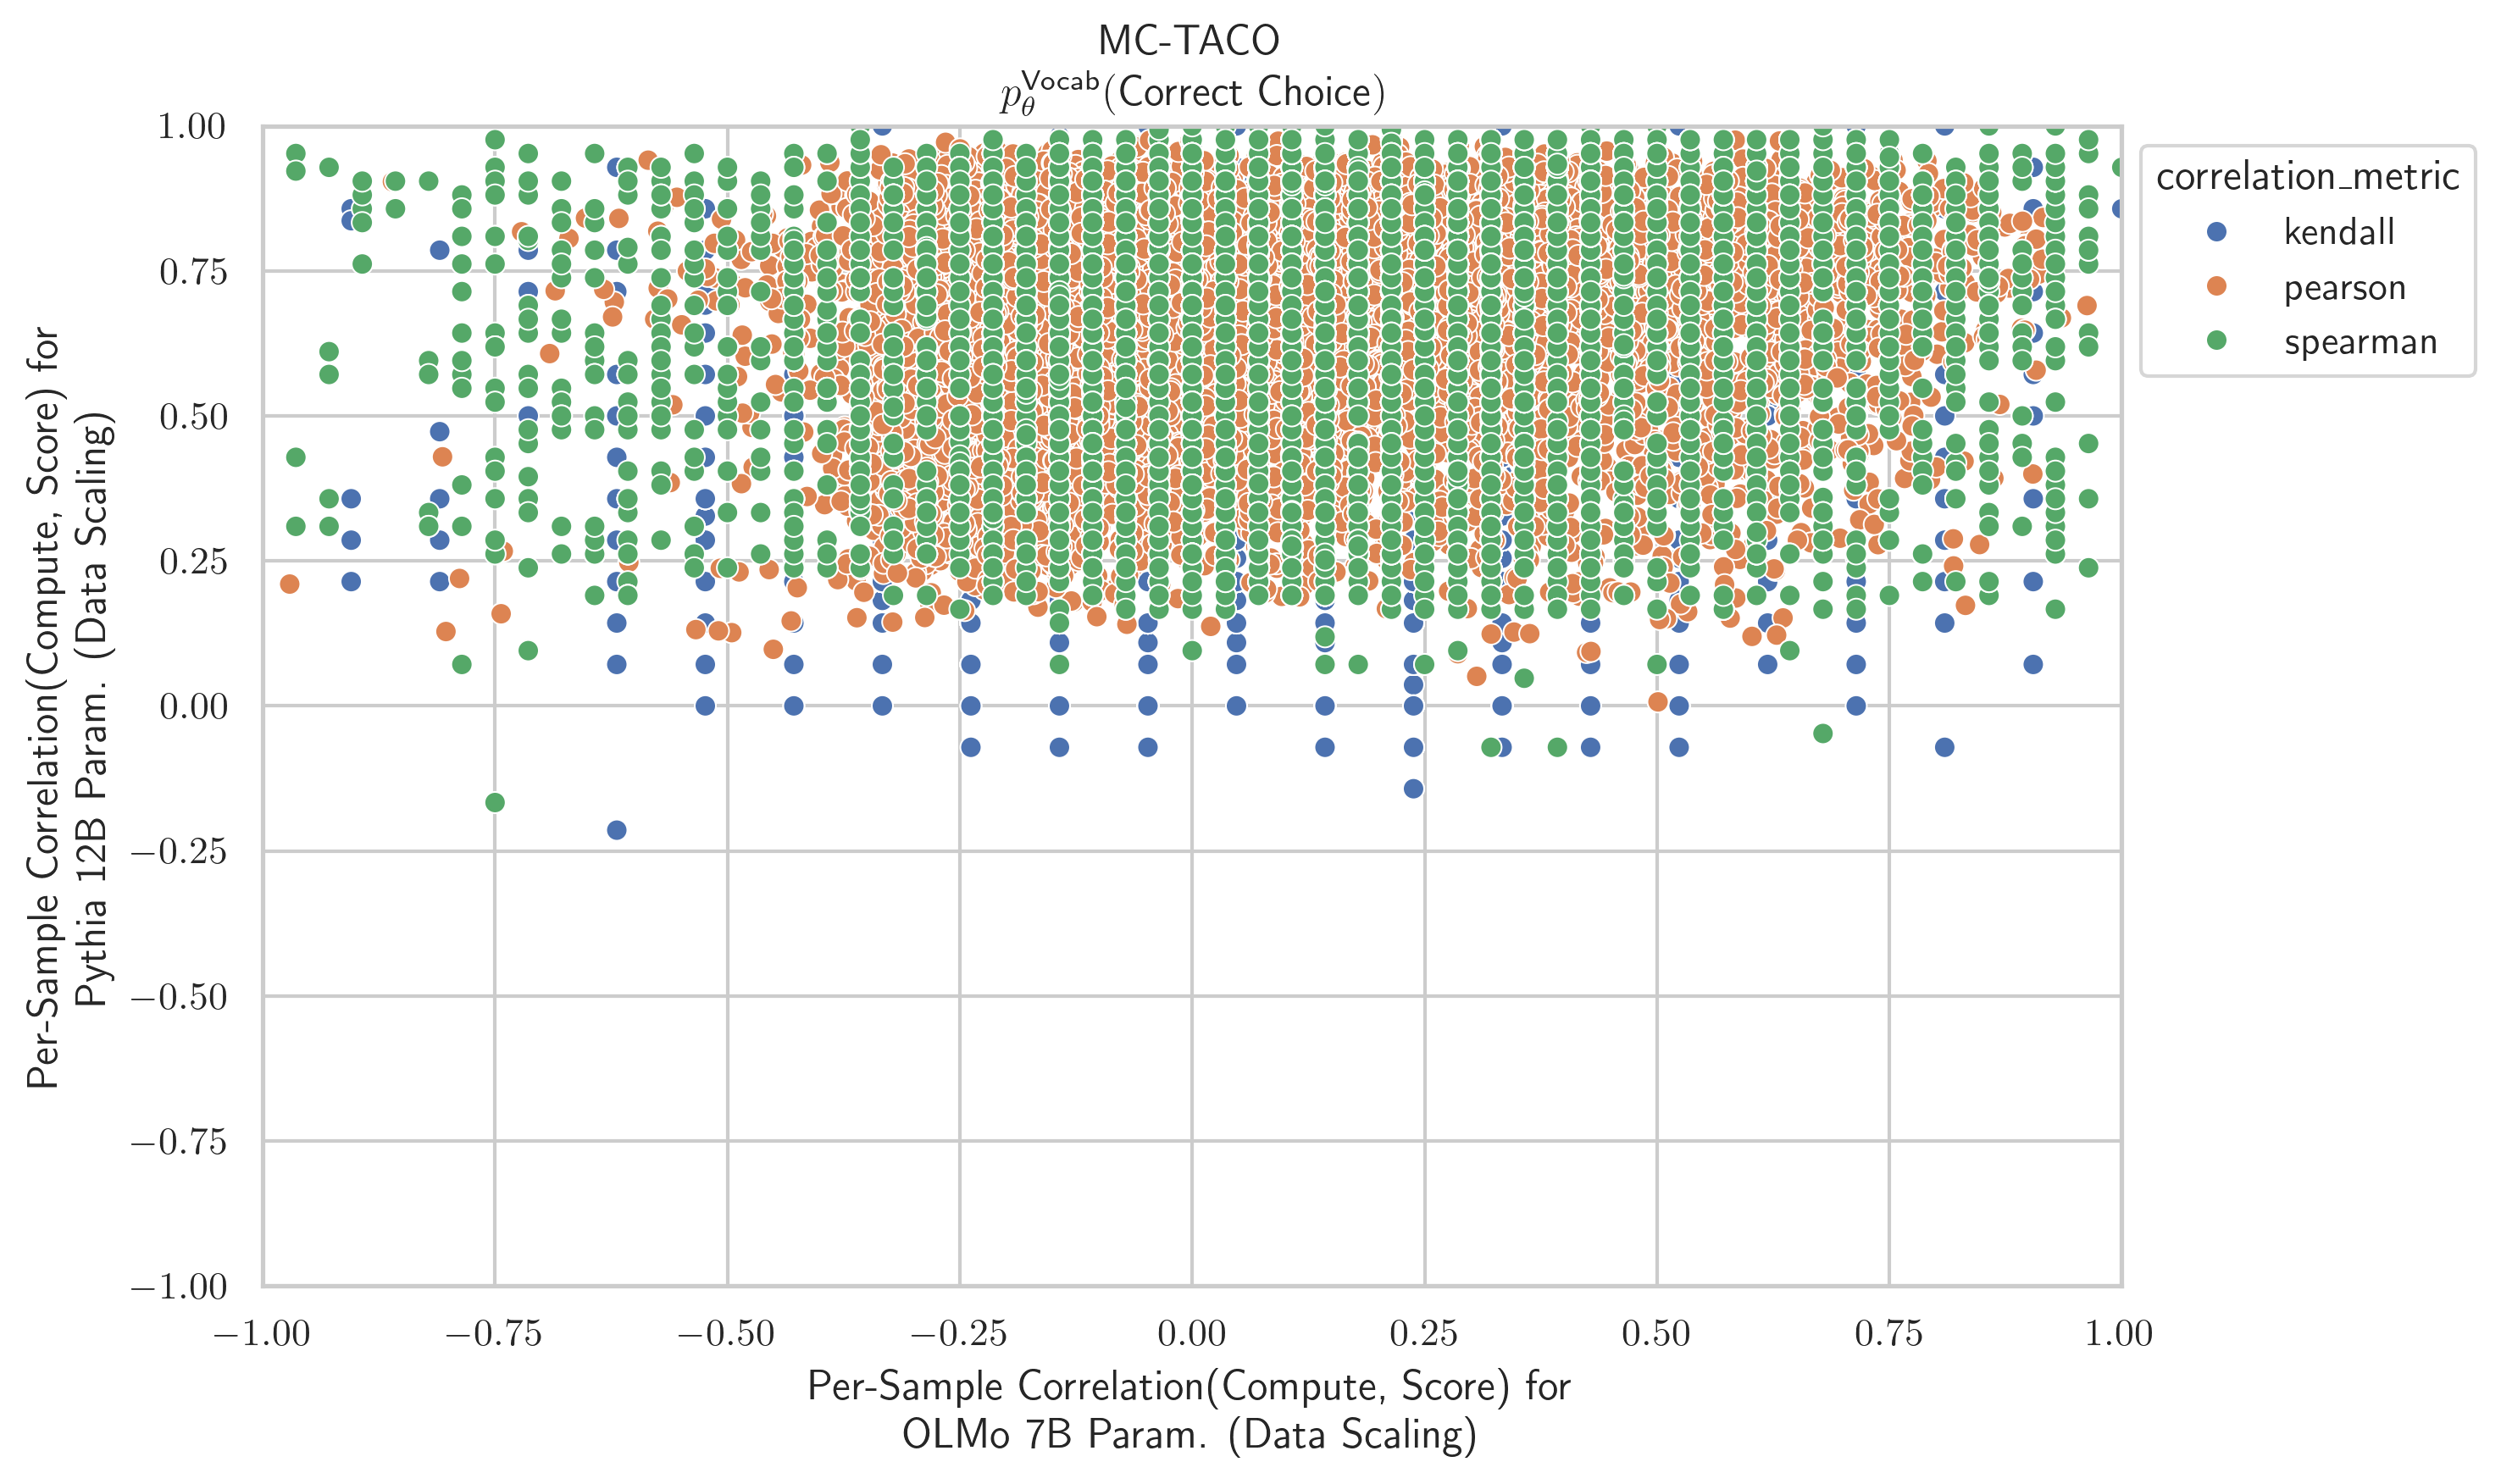 MC-TACO
p_θ^Vocab(Correct Choice)
1.00
0.75
0.50
0.25
0.00
−0.25
−0.50
−0.75
−1.00
Per-Sample Correlation(Compute, Score) for
Pythia 12B Param. (Data Scaling)
−1.00 −0.75 −0.50 −0.25 0.00 0.25 0.50 0.75 1.00
Per-Sample Correlation(Compute, Score) for
OLMo 7B Param. (Data Scaling)
correlation_metric
kendall
pearson
spearman